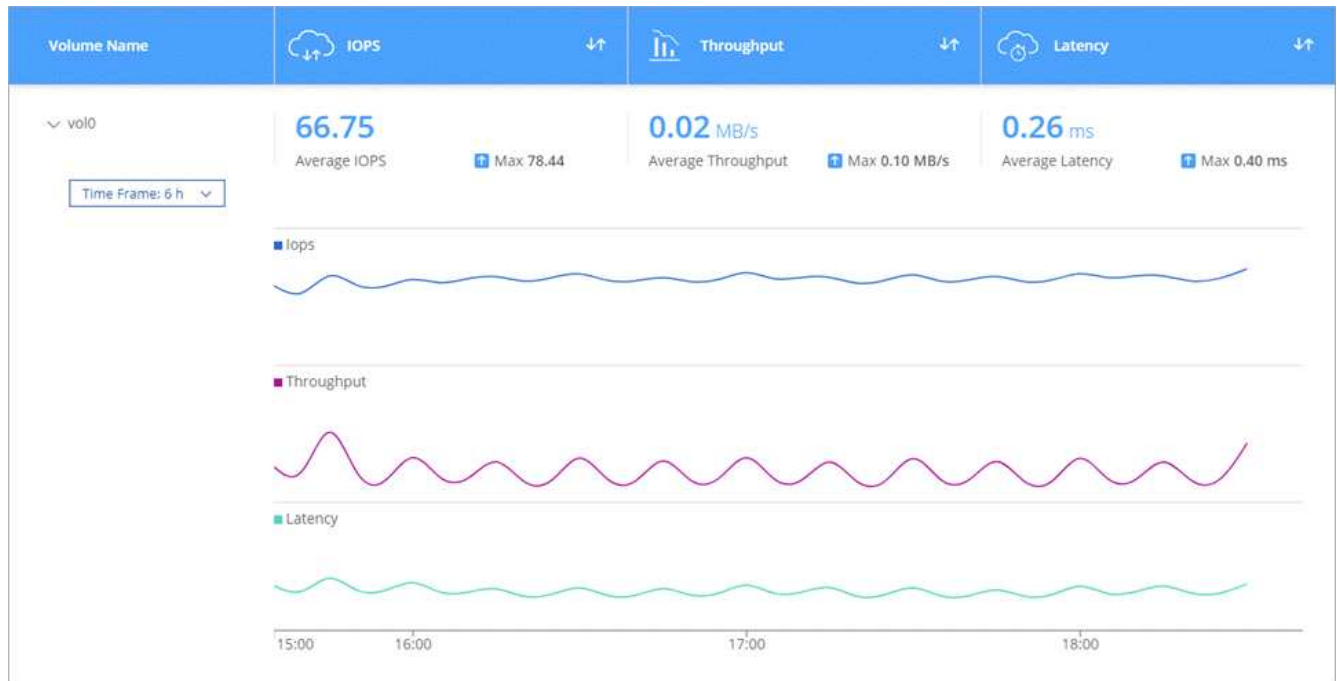 Volume Name
IOPS
Throughput
Latency
vol0
66.75
Average IOPS
Max 78.44
0.02 MB/s
Average Throughput
Max 0.10 MB/s
0.26 ms
Average Latency
Max 0.40 ms
Time Frame: 6 h
Iops
Throughput
Latency
15:00 16:00 17:00 18:00